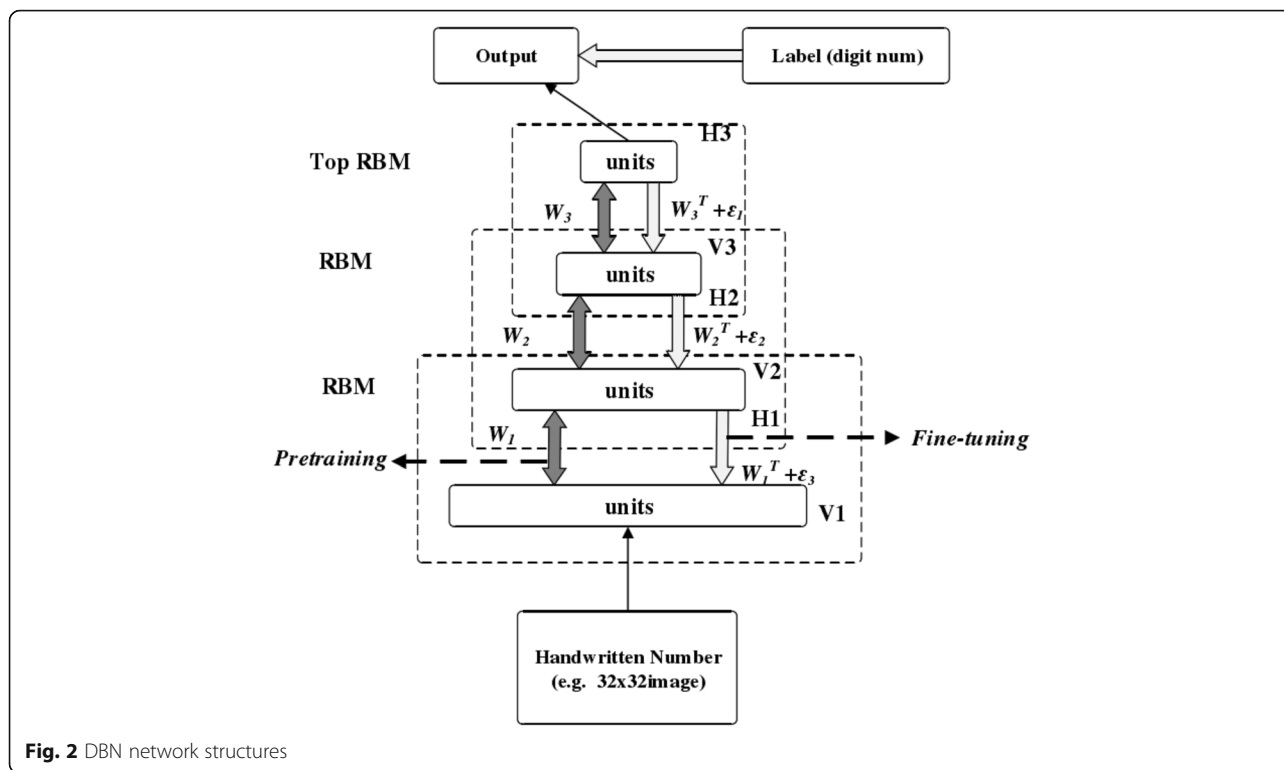 Output
Label (digit num)
H3
Top RBM
units
W₃
W₃ᵀ+ε₁
V3
RBM
units
H2
W₂
W₂ᵀ+ε₂
V2
RBM
units
H1
W₁
Fine-tuning
Pretraining
W₁ᵀ+ε₃
units
V1
Handwritten Number
(e.g. 32x32image)
Fig. 2 DBN network structures